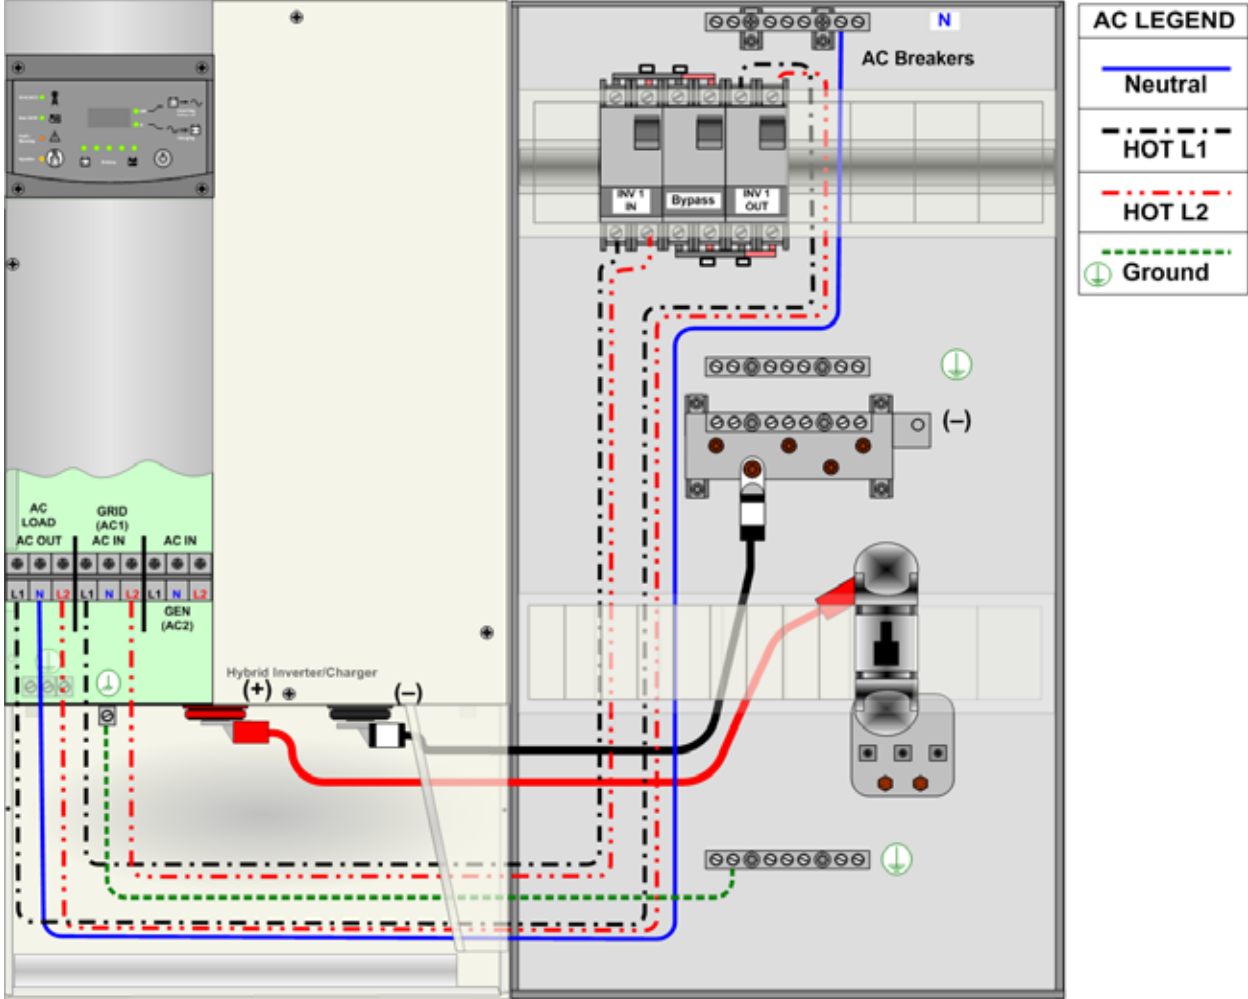 N
AC Breakers
INV 1
IN
Bypass
INV 1
OUT
AC LEGEND
Neutral
HOT L1
HOT L2
Ground
(–)
AC
LOAD
AC OUT
GRID
(AC1)
AC IN
AC IN
L1 N L2 L1 N L2 L1 N L2
GEN
(AC2)
Hybrid Inverter/Charger
(+)
(–)